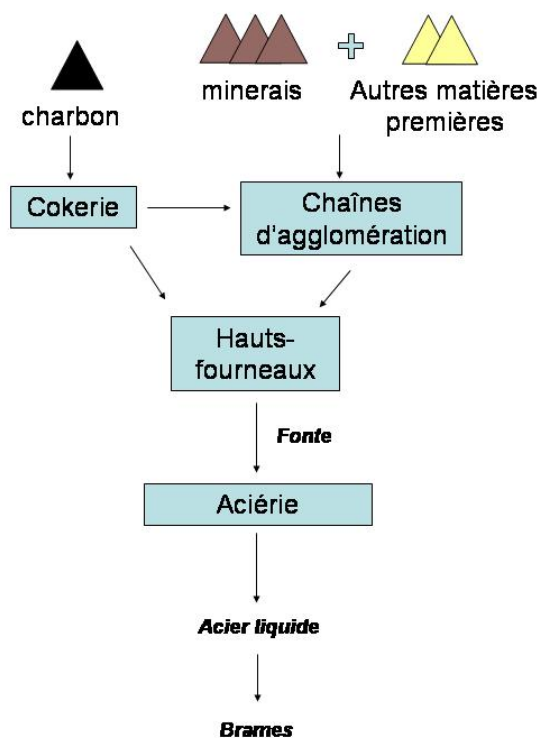 charbon
minerais
+
Autres matières
premières
Cokerie
Chaînes
d'agglomération
Hauts-
fourneaux
Fonte
Aciérie
Acier liquide
Brames